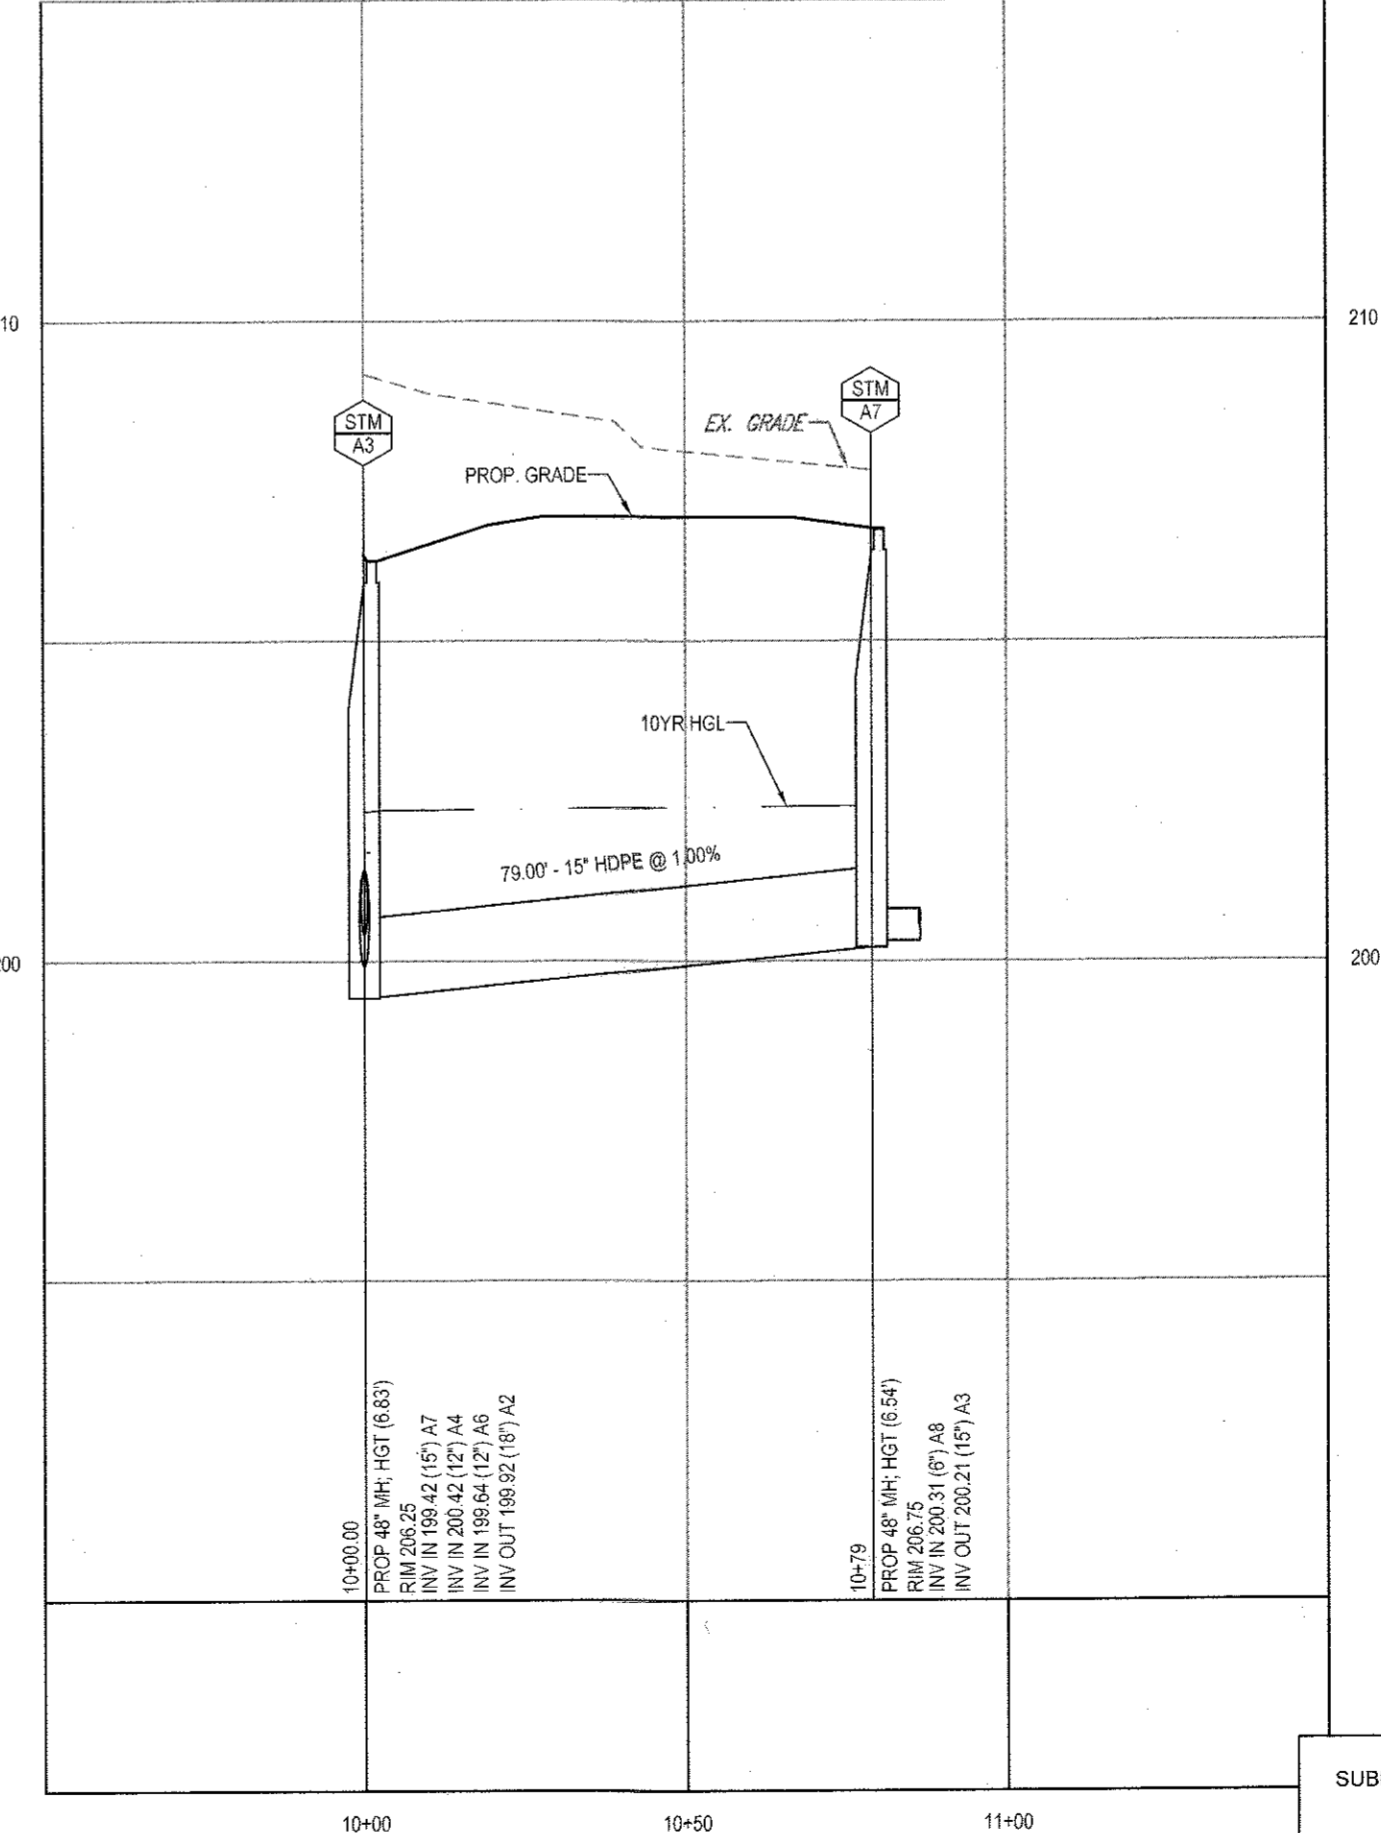 10
210
STM
A3
STM
A7
EX. GRADE
PROP. GRADE
10YR HGL
79.00' - 15" HDPE @ 1.00%
00
200
10+00.00
PROP 48" MH; HGT (6.83')
RIM 206.25
INV IN 199.42 (15") A7
INV IN 200.42 (12") A4
INV IN 199.64 (12") A6
INV OUT 199.92 (18") A2
10+79
PROP 48" MH; HGT (6.54')
RIM 206.75
INV IN 200.31 (6") A8
INV OUT 200.21 (15") A3
SUB
10+00
10+50
11+00